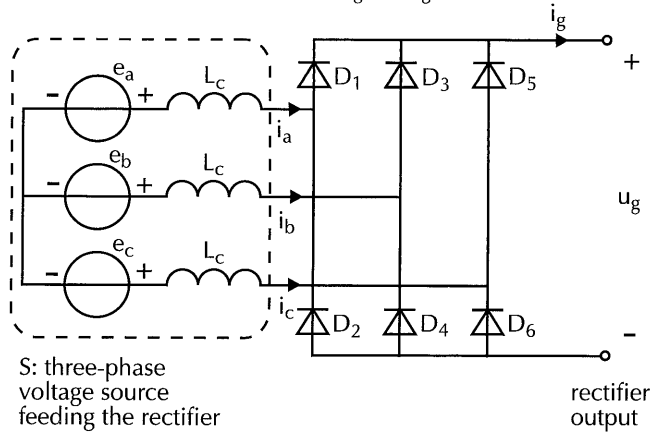 i_g
e_a
L_c
D_1
D_3
D_5
+
- +
i_a
e_b
L_c
- +
i_b
u_g
e_c
L_c
- +
i_c
D_2
D_4
D_6
-
S: three-phase
voltage source
feeding the rectifier
rectifier
output